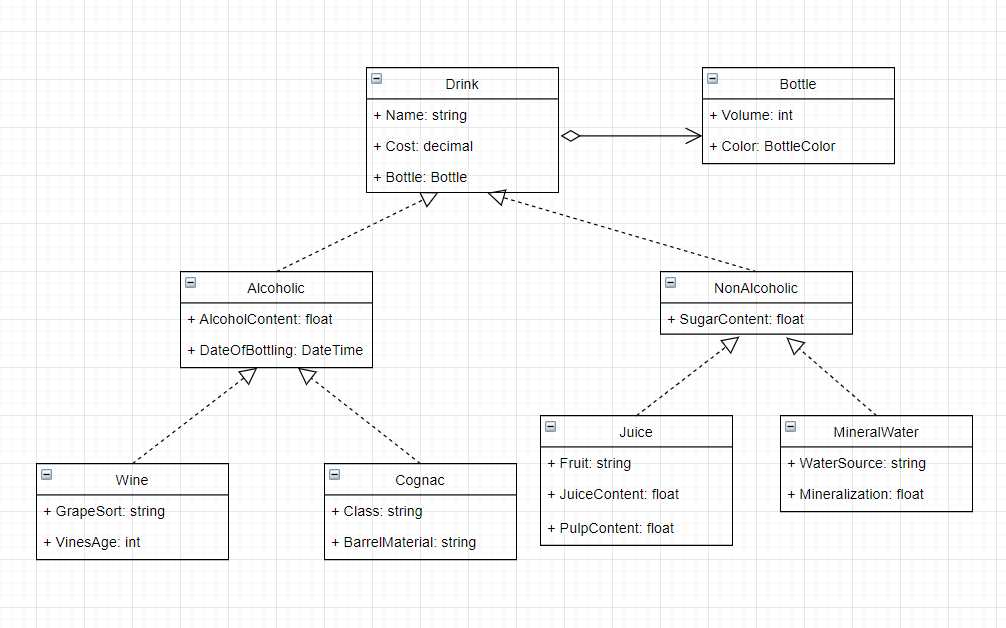 Drink
+ Name: string
+ Cost: decimal
+ Bottle: Bottle
Bottle
+ Volume: int
+ Color: BottleColor
Alcoholic
+ AlcoholContent: float
+ DateOfBottling: DateTime
NonAlcoholic
+ SugarContent: float
Wine
+ GrapeSort: string
+ VinesAge: int
Cognac
+ Class: string
+ BarrelMaterial: string
Juice
+ Fruit: string
+ JuiceContent: float
+ PulpContent: float
MineralWater
+ WaterSource: string
+ Mineralization: float